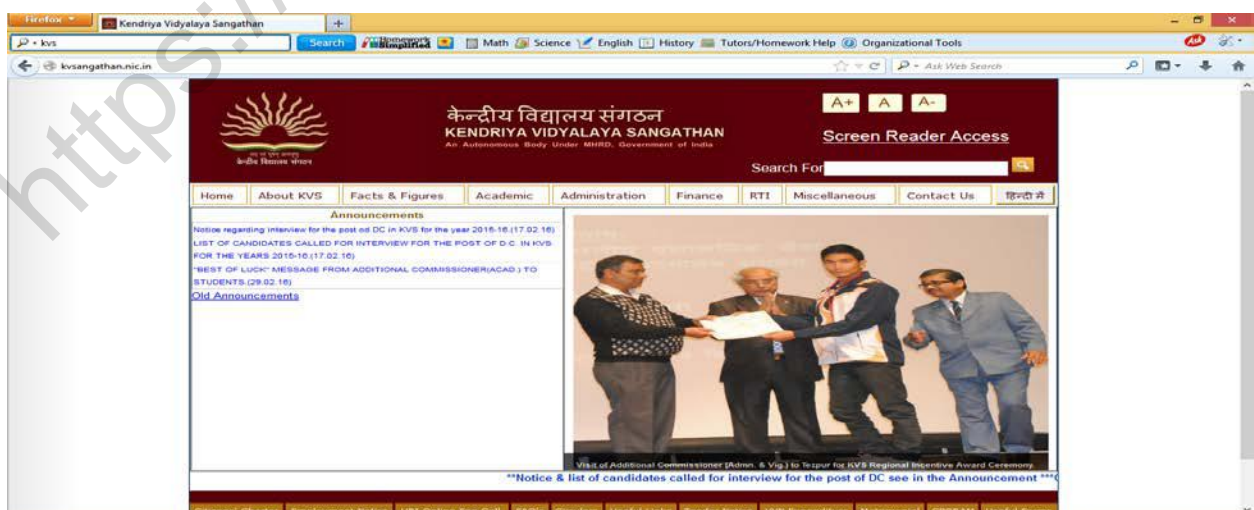 Firefox
Kendriya Vidyalaya Sangathan
kvs
Search
Homework Simplified
Math
Science
English
History
Tutors/Homework Help
Organizational Tools
Ask
kvsangathan.nic.in
Ask Web Search
https:/
केन्द्रीय विद्यालय संगठन
KENDRIYA VIDYALAYA SANGATHAN
An Autonomous Body Under MHRD, Government of India
केन्द्रीय विद्यालय संगठन
A+ A A-
Screen Reader Access
Search For
Home About KVS Facts & Figures Academic Administration Finance RTI Miscellaneous Contact Us हिन्दी में
Announcements
Notice regarding interview for the post od DC in KVS for the year 2015-16.(17.02.16)
LIST OF CANDIDATES CALLED FOR INTERVIEW FOR THE POST OF D.C. IN KVS
FOR THE YEARS 2015-16.(17.02.16)
"BEST OF LUCK" MESSAGE FROM ADDITIONAL COMMISSIONER(ACAD.) TO
STUDENTS.(29.02.16)
Old Announcements
Visit of Additional Commissioner (Admn. & Vig.) to Tezpur for KVS Regional Incentive Award Ceremony.
**Notice & list of candidates called for interview for the post of DC see in the Announcement ***